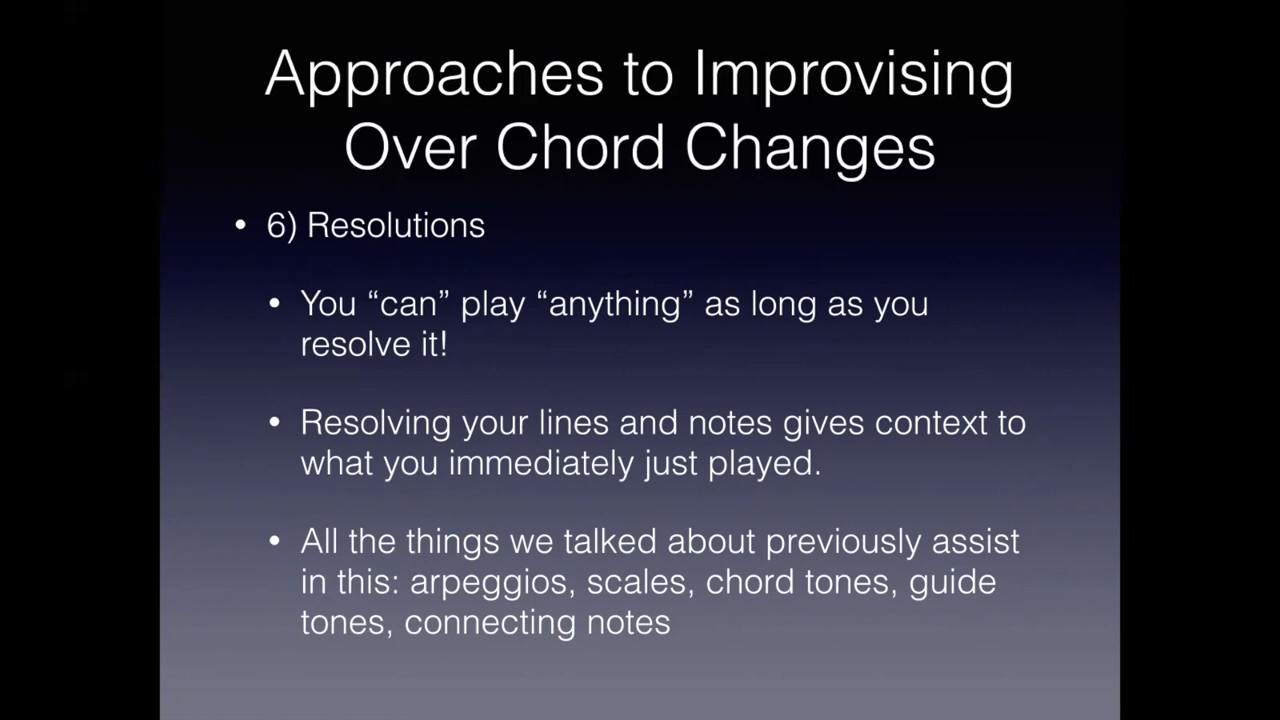 Approaches to Improvising
Over Chord Changes
• 6) Resolutions
• You “can” play “anything” as long as you
resolve it!
• Resolving your lines and notes gives context to
what you immediately just played.
• All the things we talked about previously assist
in this: arpeggios, scales, chord tones, guide
tones, connecting notes